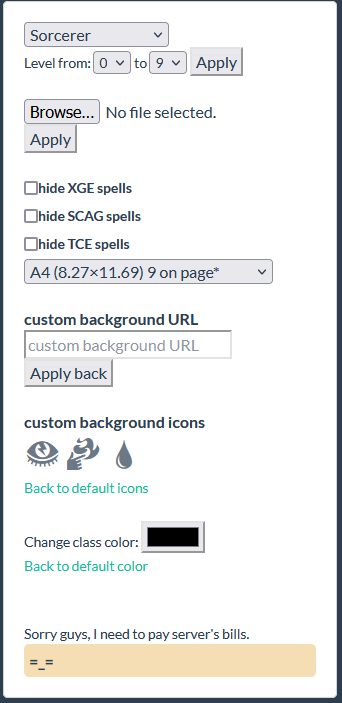 Sorcerer
Level from: 0 to 9 Apply
Browse... No file selected.
Apply
hide XGE spells
hide SCAG spells
hide TCE spells
A4 (8.27×11.69) 9 on page*
custom background URL
custom background URL
Apply back
custom background icons
Back to default icons
Change class color:
Back to default color
Sorry guys, I need to pay server's bills.
=_=